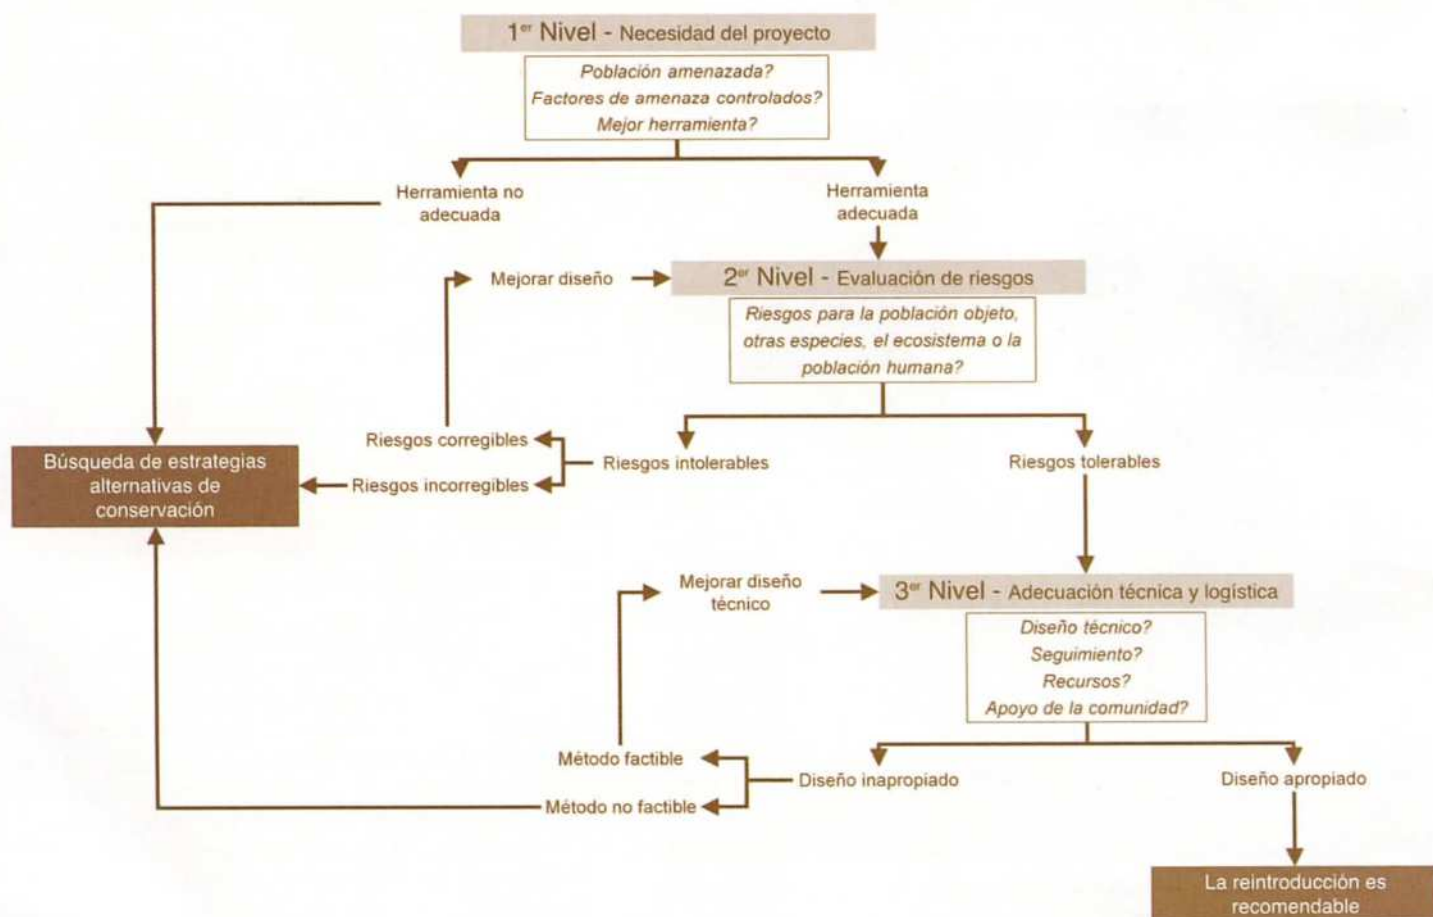 1er Nivel - Necesidad del proyecto
Población amenazada?
Factores de amenaza controlados?
Mejor herramienta?
Herramienta no
adecuada
Herramienta
adecuada
Mejorar diseño
2er Nivel - Evaluación de riesgos
Riesgos para la población objeto,
otras especies, el ecosistema o la
población humana?
Riesgos corregibles
Riesgos incorregibles
Riesgos intolerables
Riesgos tolerables
Búsqueda de estrategias
alternativas de
conservación
Mejorar diseño
técnico
3er Nivel - Adecuación técnica y logística
Diseño técnico?
Seguimiento?
Recursos?
Apoyo de la comunidad?
Método factible
Método no factible
Diseño inapropiado
Diseño apropiado
La reintroducción es
recomendable